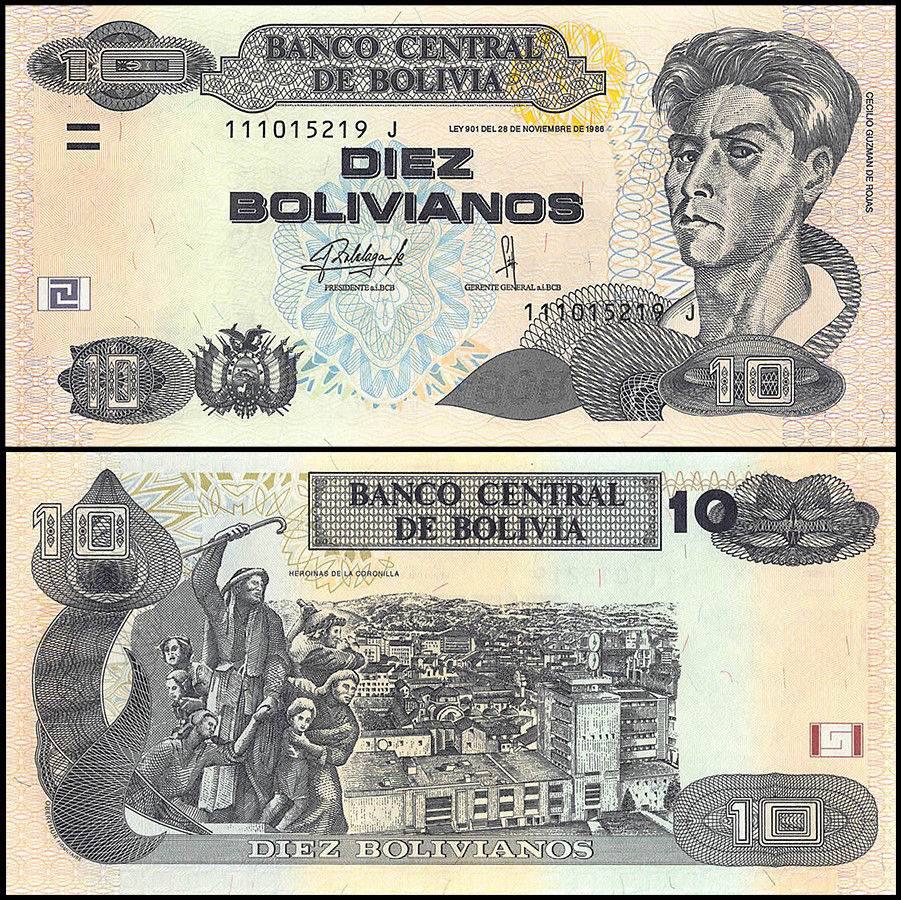 10
BANCO CENTRAL
DE BOLIVIA
111015219 J
LEY 901 DEL 28 DE NOVIEMBRE DE 1986
DIEZ
BOLIVIANOS
CECILIO GUZMAN DE ROJAS
PRESIDENTE a.i.BCB
GERENTE GENERAL a.i.BCB
111015219 J
10
10
10
BANCO CENTRAL
DE BOLIVIA
10
HEROINAS DE LA CORONILLA
10
DIEZ BOLIVIANOS